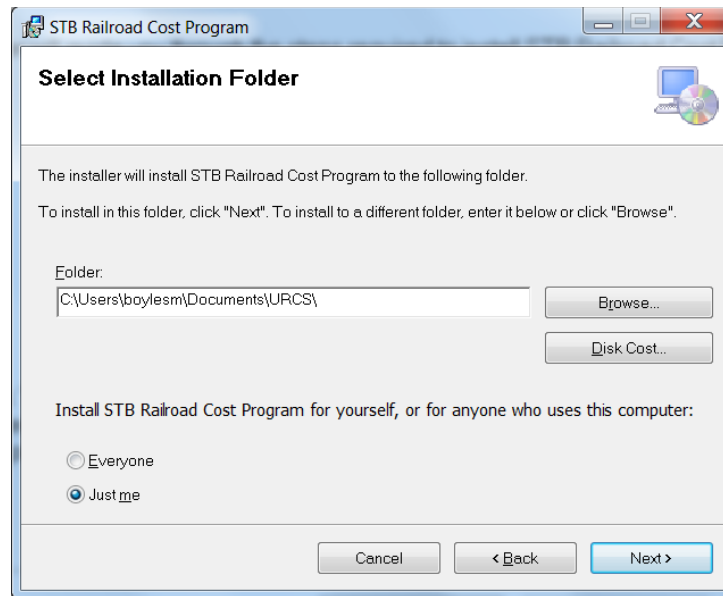 STB Railroad Cost Program
Select Installation Folder
The installer will install STB Railroad Cost Program to the following folder.
To install in this folder, click "Next". To install to a different folder, enter it below or click "Browse".
Folder:
C:\Users\boylesm\Documents\URCS\
Browse...
Disk Cost...
Install STB Railroad Cost Program for yourself, or for anyone who uses this computer:
Everyone
Just me
Cancel
< Back
Next >